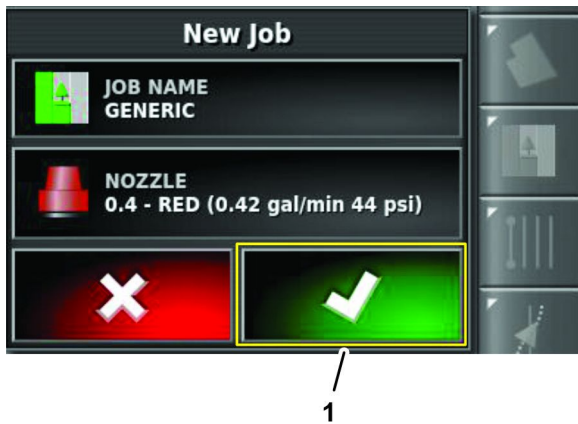 New Job
JOB NAME
GENERIC
NOZZLE
0.4 - RED (0.42 gal/min 44 psi)
1